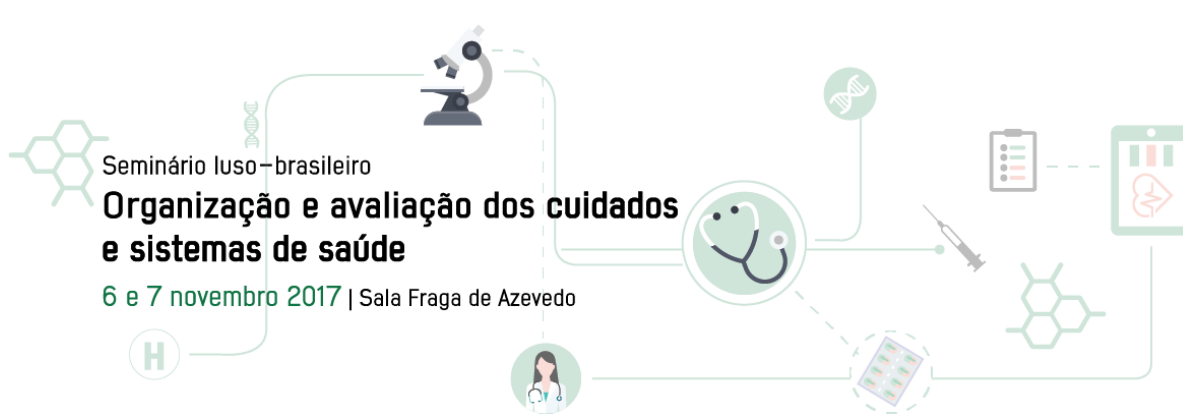 Seminário luso-brasileiro
Organização e avaliação dos cuidados
e sistemas de saúde
6 e 7 novembro 2017 | Sala Fraga de Azevedo
H